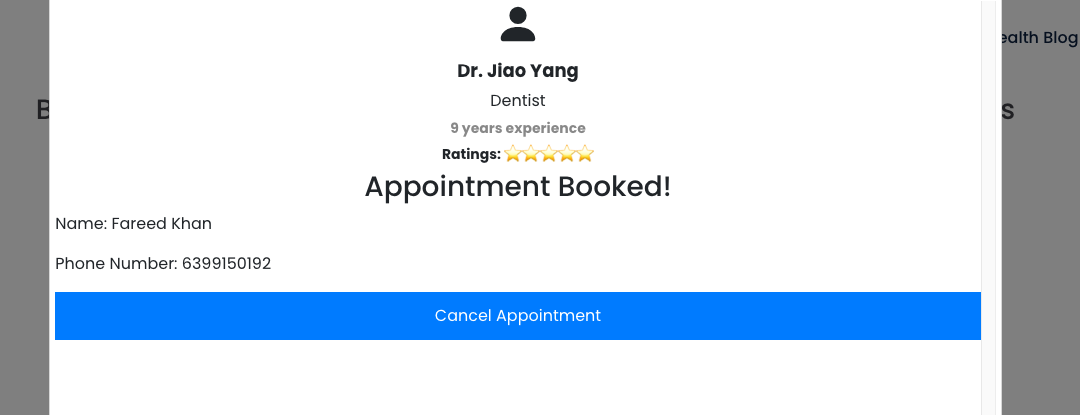 ealth Blog
B
s
Dr. Jiao Yang
Dentist
9 years experience
Ratings: ⭐⭐⭐⭐⭐
Appointment Booked!
Name: Fareed Khan
Phone Number: 6399150192
Cancel Appointment